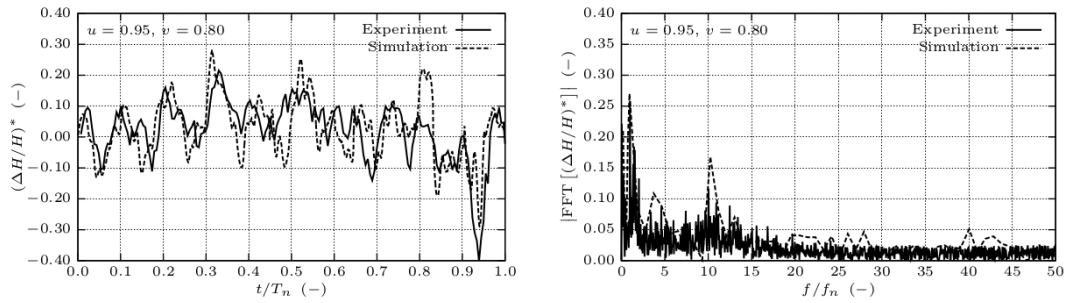 0.40
0.30
0.20
0.10
0.00
−0.10
−0.20
−0.30
−0.40
(ΔH/H)* (−)
u = 0.95, v = 0.80
Experiment
Simulation
0.0 0.1 0.2 0.3 0.4 0.5 0.6 0.7 0.8 0.9 1.0
t/Tn (−)
0.40
0.35
0.30
0.25
0.20
0.15
0.10
0.05
0.00
|FFT [(ΔH/H)*]| (−)
u = 0.95, v = 0.80
Experiment
Simulation
0 5 10 15 20 25 30 35 40 45 50
f/fn (−)